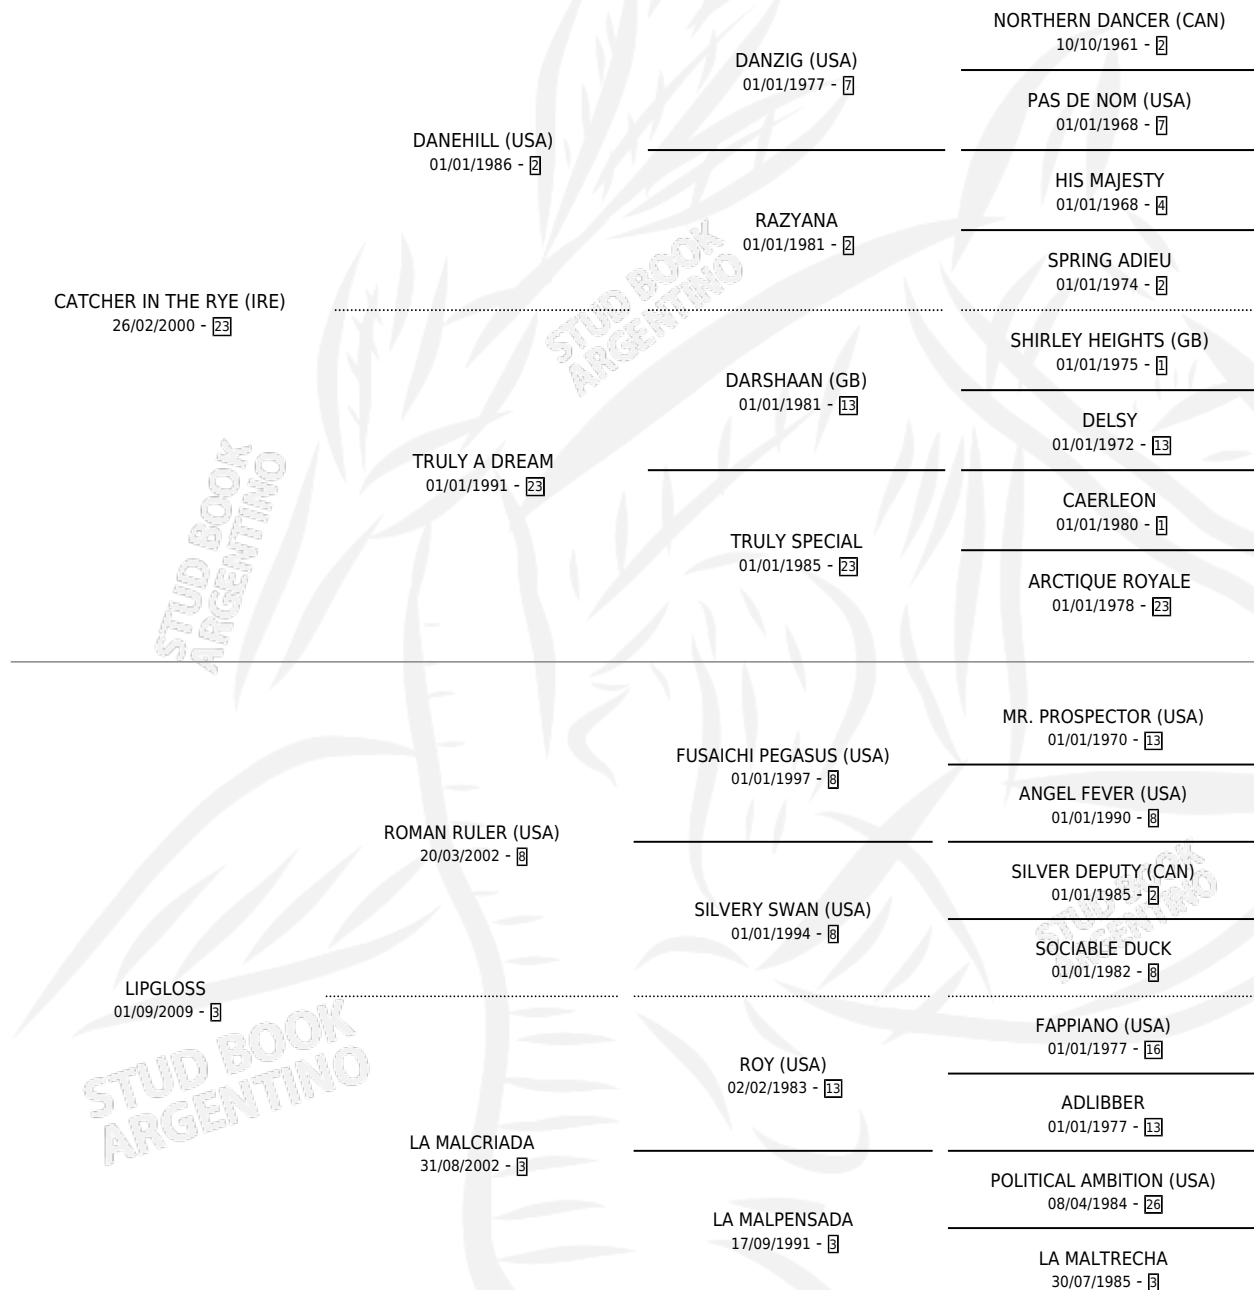 NORTHERN DANCER (CAN)
10/10/1961 - 2
DANZIG (USA)
01/01/1977 - 7
PAS DE NOM (USA)
01/01/1968 - 7
DANEHILL (USA)
01/01/1986 - 2
HIS MAJESTY
01/01/1968 - 4
RAZYANA
01/01/1981 - 2
SPRING ADIEU
01/01/1974 - 2
CATCHER IN THE RYE (IRE)
26/02/2000 - 23
SHIRLEY HEIGHTS (GB)
01/01/1975 - 1
DARSHAAN (GB)
01/01/1981 - 13
DELSY
01/01/1972 - 13
TRULY A DREAM
01/01/1991 - 23
CAERLEON
01/01/1980 - 1
TRULY SPECIAL
01/01/1985 - 23
ARCTIQUE ROYALE
01/01/1978 - 23
MR. PROSPECTOR (USA)
01/01/1970 - 13
FUSAICHI PEGASUS (USA)
01/01/1997 - 8
ANGEL FEVER (USA)
01/01/1990 - 8
ROMAN RULER (USA)
20/03/2002 - 8
SILVER DEPUTY (CAN)
01/01/1985 - 2
SILVERY SWAN (USA)
01/01/1994 - 8
SOCIABLE DUCK
01/01/1982 - 8
LIPGLOSS
01/09/2009 - 3
FAPPIANO (USA)
01/01/1977 - 16
ROY (USA)
02/02/1983 - 13
ADLIBBER
01/01/1977 - 13
LA MALCRIADA
31/08/2002 - 3
POLITICAL AMBITION (USA)
08/04/1984 - 26
LA MALPENSADA
17/09/1991 - 3
LA MALTRECHA
30/07/1985 - 3
STUD BOOK
ARGENTINO
STUD BOOK
ARGENTINO
STUD BOOK
ARGENTINO
STUD BOOK
ARGENTINO